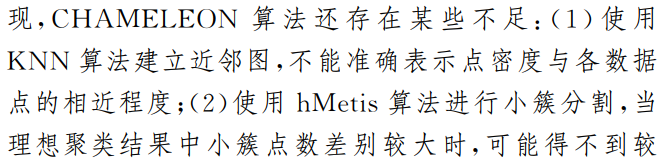 现,CHAMELEON 算法还存在某些不足:(1)使用
KNN 算法建立近邻图,不能准确表示点密度与各数据
点的相近程度;(2)使用 hMetis 算法进行小簇分割,当
理想聚类结果中小簇点数差别较大时,可能得不到较